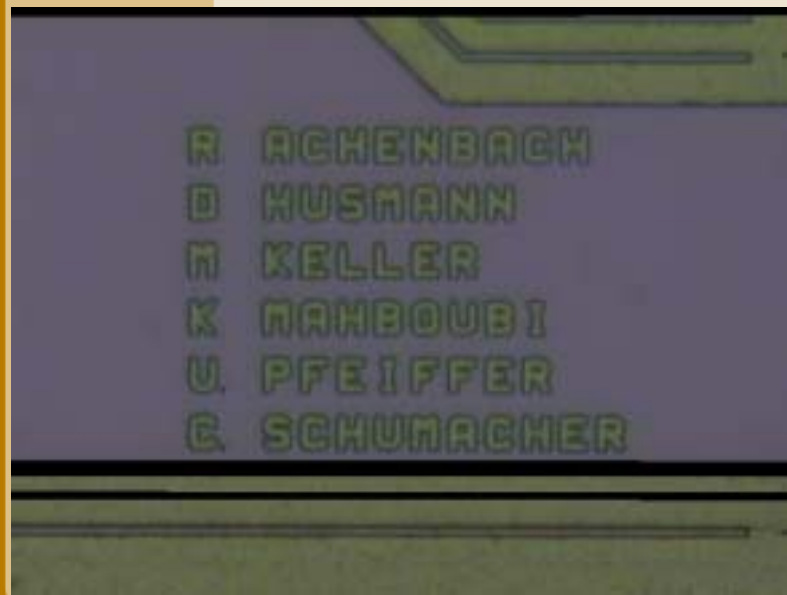 R ACHENBACH
D HUSMANN
M KELLER
K MAHBOUBI
U. PFEIFFER
G. SCHUMACHER